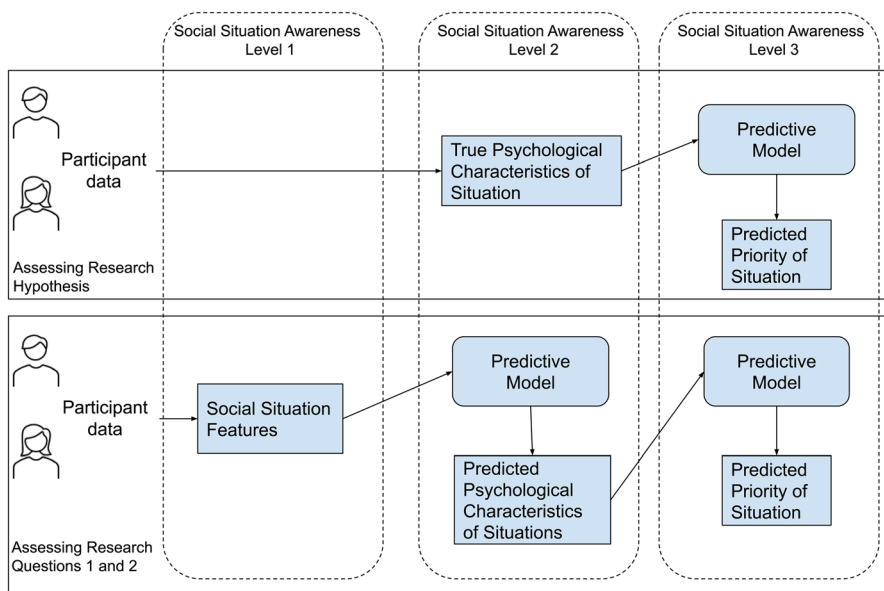 Social Situation Awareness
Level 1
Social Situation Awareness
Level 2
Social Situation Awareness
Level 3
Participant
data
True Psychological
Characteristics of
Situation
Predictive
Model
Predicted
Priority of
Situation
Assessing Research
Hypothesis
Participant
data
Social Situation
Features
Predictive
Model
Predicted
Psychological
Characteristics
of Situations
Predictive
Model
Predicted
Priority of
Situation
Assessing Research
Questions 1 and 2